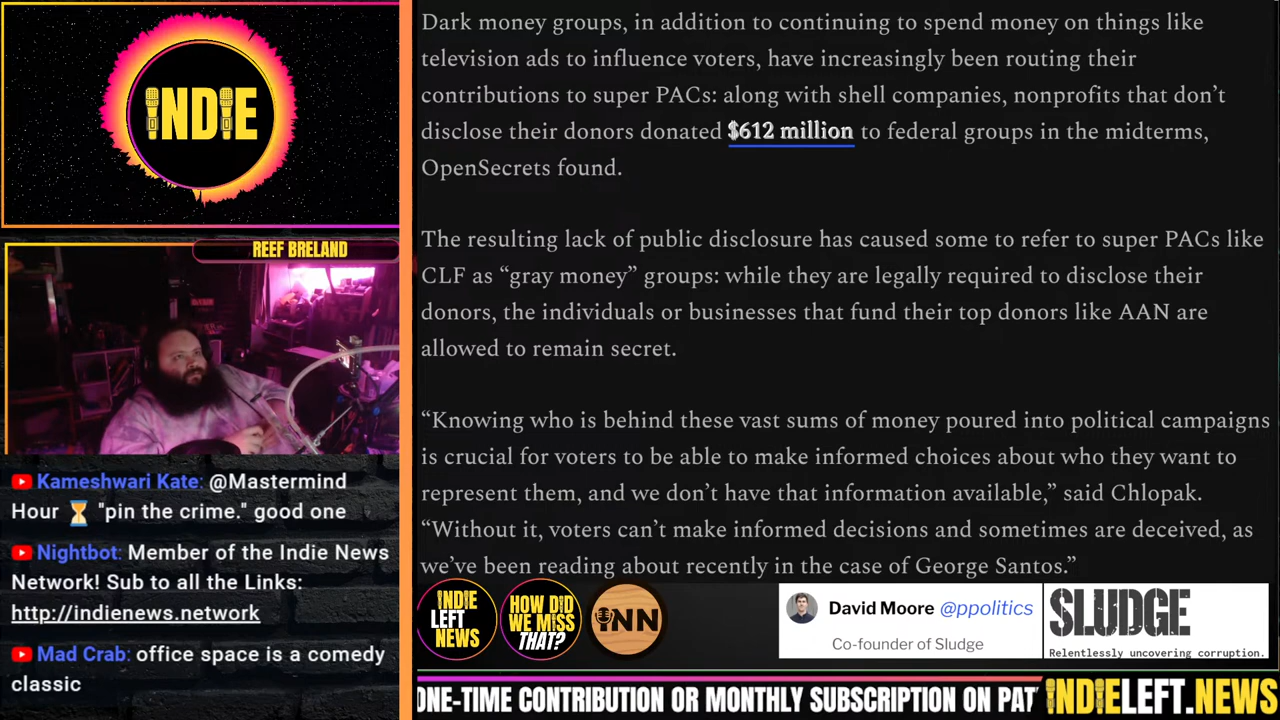 INDIE
REEF BRELAND
Kameshwari Kate: @Mastermind
Hour ⏳ "pin the crime." good one
Nightbot: Member of the Indie News
Network! Sub to all the Links:
http://indienews.network
Mad Crab: office space is a comedy
classic
Dark money groups, in addition to continuing to spend money on things like
television ads to influence voters, have increasingly been routing their
contributions to super PACs: along with shell companies, nonprofits that don’t
disclose their donors donated $612 million to federal groups in the midterms,
OpenSecrets found.
The resulting lack of public disclosure has caused some to refer to super PACs like
CLF as “gray money” groups: while they are legally required to disclose their
donors, the individuals or businesses that fund their top donors like AAN are
allowed to remain secret.
“Knowing who is behind these vast sums of money poured into political campaigns
is crucial for voters to be able to make informed choices about who they want to
represent them, and we don’t have that information available,” said Chlopak.
“Without it, voters can’t make informed decisions and sometimes are deceived, as
we’ve been reading about recently in the case of George Santos.”
INDIE
LEFT
NEWS
HOW DID
WE MISS
THAT?
INN
David Moore @ppolitics
Co-founder of Sludge
SLUDGE
Relentlessly uncovering corruption.
ONE-TIME CONTRIBUTION OR MONTHLY SUBSCRIPTION ON PAT
INDIELEFT.NEWS